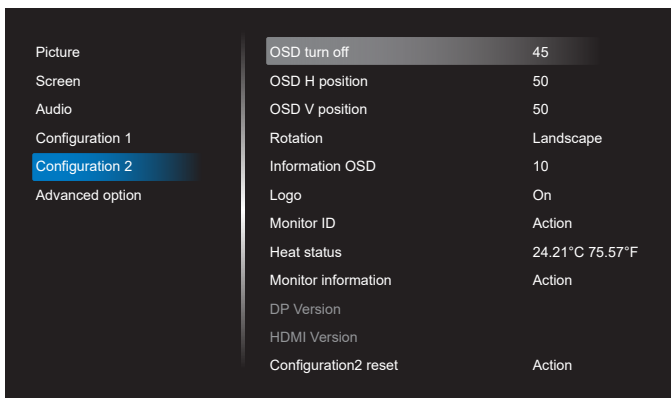 Picture
Screen
Audio
Configuration 1
Configuration 2
Advanced option
OSD turn off 45
OSD H position 50
OSD V position 50
Rotation Landscape
Information OSD 10
Logo On
Monitor ID Action
Heat status 24.21°C 75.57°F
Monitor information Action
DP Version
HDMI Version
Configuration2 reset Action